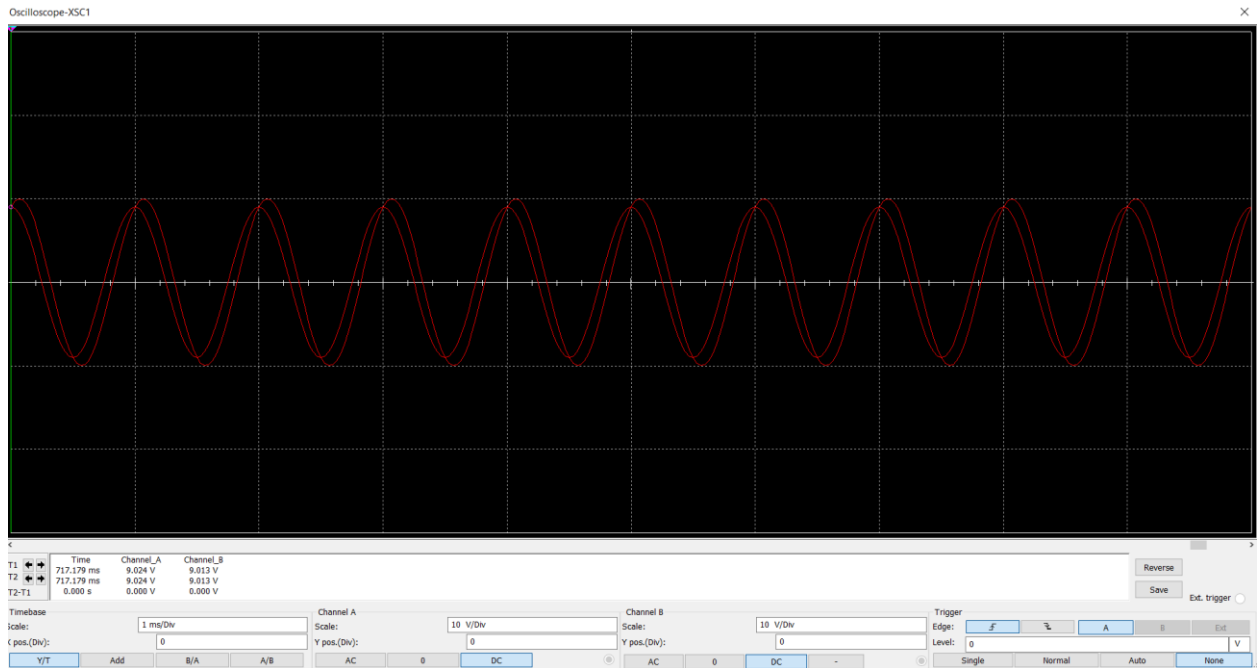 Oscilloscope-XSC1
Time Channel_A Channel_B
T1 717.179 ms 9.024 V 9.013 V
T2 717.179 ms 9.024 V 9.013 V
T2-T1 0.000 s 0.000 V 0.000 V
Reverse
Save
Ext. trigger
Timebase
Scale: 1 ms/Div
X pos.(Div): 0
Y/T Add B/A A/B
Channel A
Scale: 10 V/Div
Y pos.(Div): 0
AC 0 DC
Channel B
Scale: 10 V/Div
Y pos.(Div): 0
AC 0 DC -
Trigger
Edge: A B Ext
Level: 0 V
Single Normal Auto None